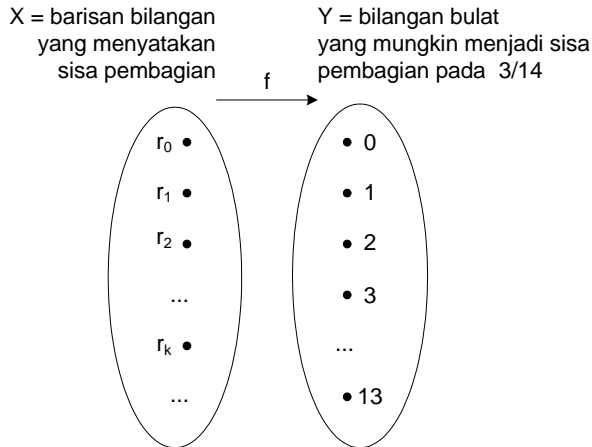 X = barisan bilangan
yang menyatakan
sisa pembagian
Y = bilangan bulat
yang mungkin menjadi sisa
pembagian pada 3/14
f
r₀
r₁
r₂
...
rₖ
...
0
1
2
3
...
13